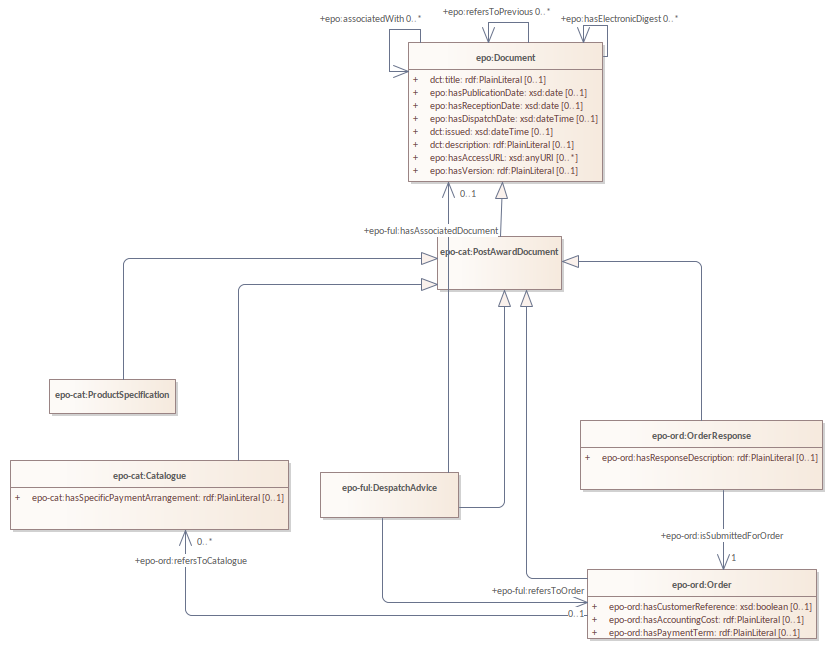 +epo:refersToPrevious 0..*
+epo:associatedWith 0..*
+epo:hasElectronicDigest 0..*
epo:Document
+ dct:title: rdf:PlainLiteral [0..1]
+ epo:hasPublicationDate: xsd:date [0..1]
+ epo:hasReceptionDate: xsd:date [0..1]
+ epo:hasDispatchDate: xsd:dateTime [0..1]
+ dct:issued: xsd:dateTime [0..1]
+ dct:description: rdf:PlainLiteral [0..1]
+ epo:hasAccessURL: xsd:anyURI [0..*]
+ epo:hasVersion: rdf:PlainLiteral [0..1]
0..1
+epo-ful:hasAssociatedDocument
epo-cat:PostAwardDocument
epo-cat:ProductSpecification
epo-ord:OrderResponse
+ epo-ord:hasResponseDescription: rdf:PlainLiteral [0..1]
epo-cat:Catalogue
+ epo-cat:hasSpecificPaymentArrangement: rdf:PlainLiteral [0..1]
epo-ful:DespatchAdvice
0..*
+epo-ord:refersToCatalogue
+epo-ord:isSubmittedForOrder
1
+epo-ful:refersToOrder
0..1
epo-ord:Order
+ epo-ord:hasCustomerReference: xsd:boolean [0..1]
+ epo-ord:hasAccountingCost: rdf:PlainLiteral [0..1]
+ epo-ord:hasPaymentTerm: rdf:PlainLiteral [0..1]